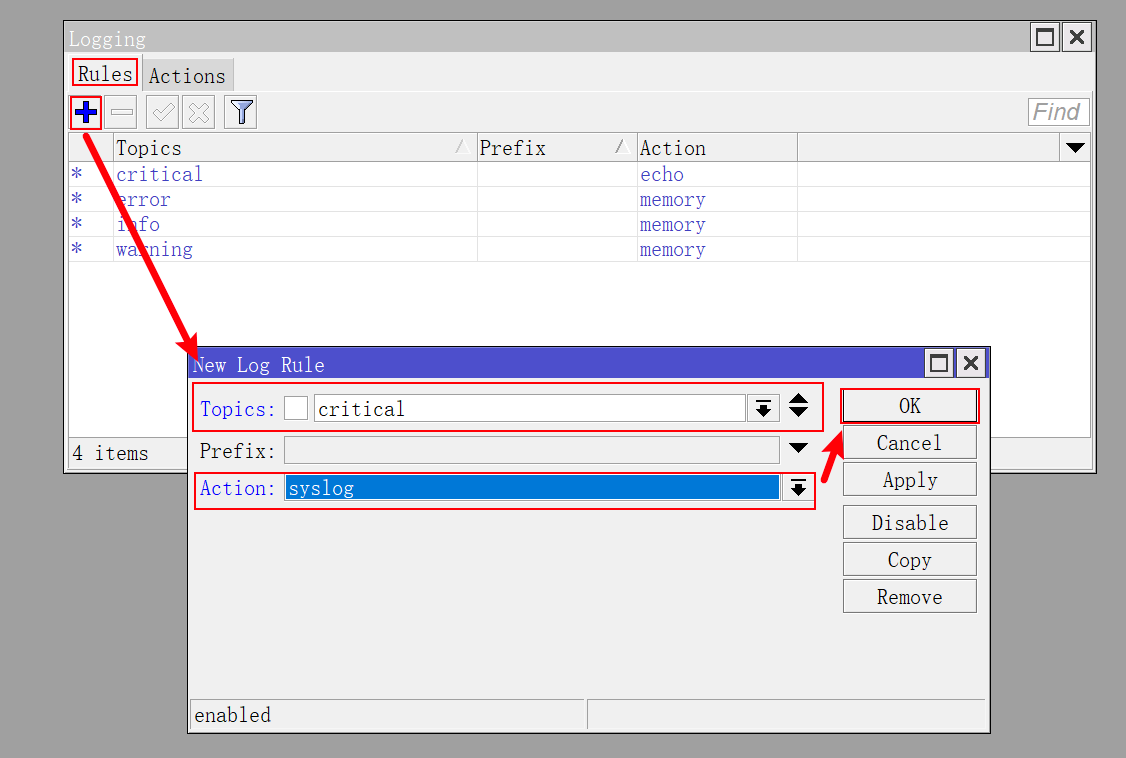 Logging
Rules Actions
Find
Topics Prefix Action
* critical echo
* error memory
* info memory
* warning memory
4 items
New Log Rule
Topics: critical
OK
Prefix:
Cancel
Action: syslog
Apply
Disable
Copy
Remove
enabled